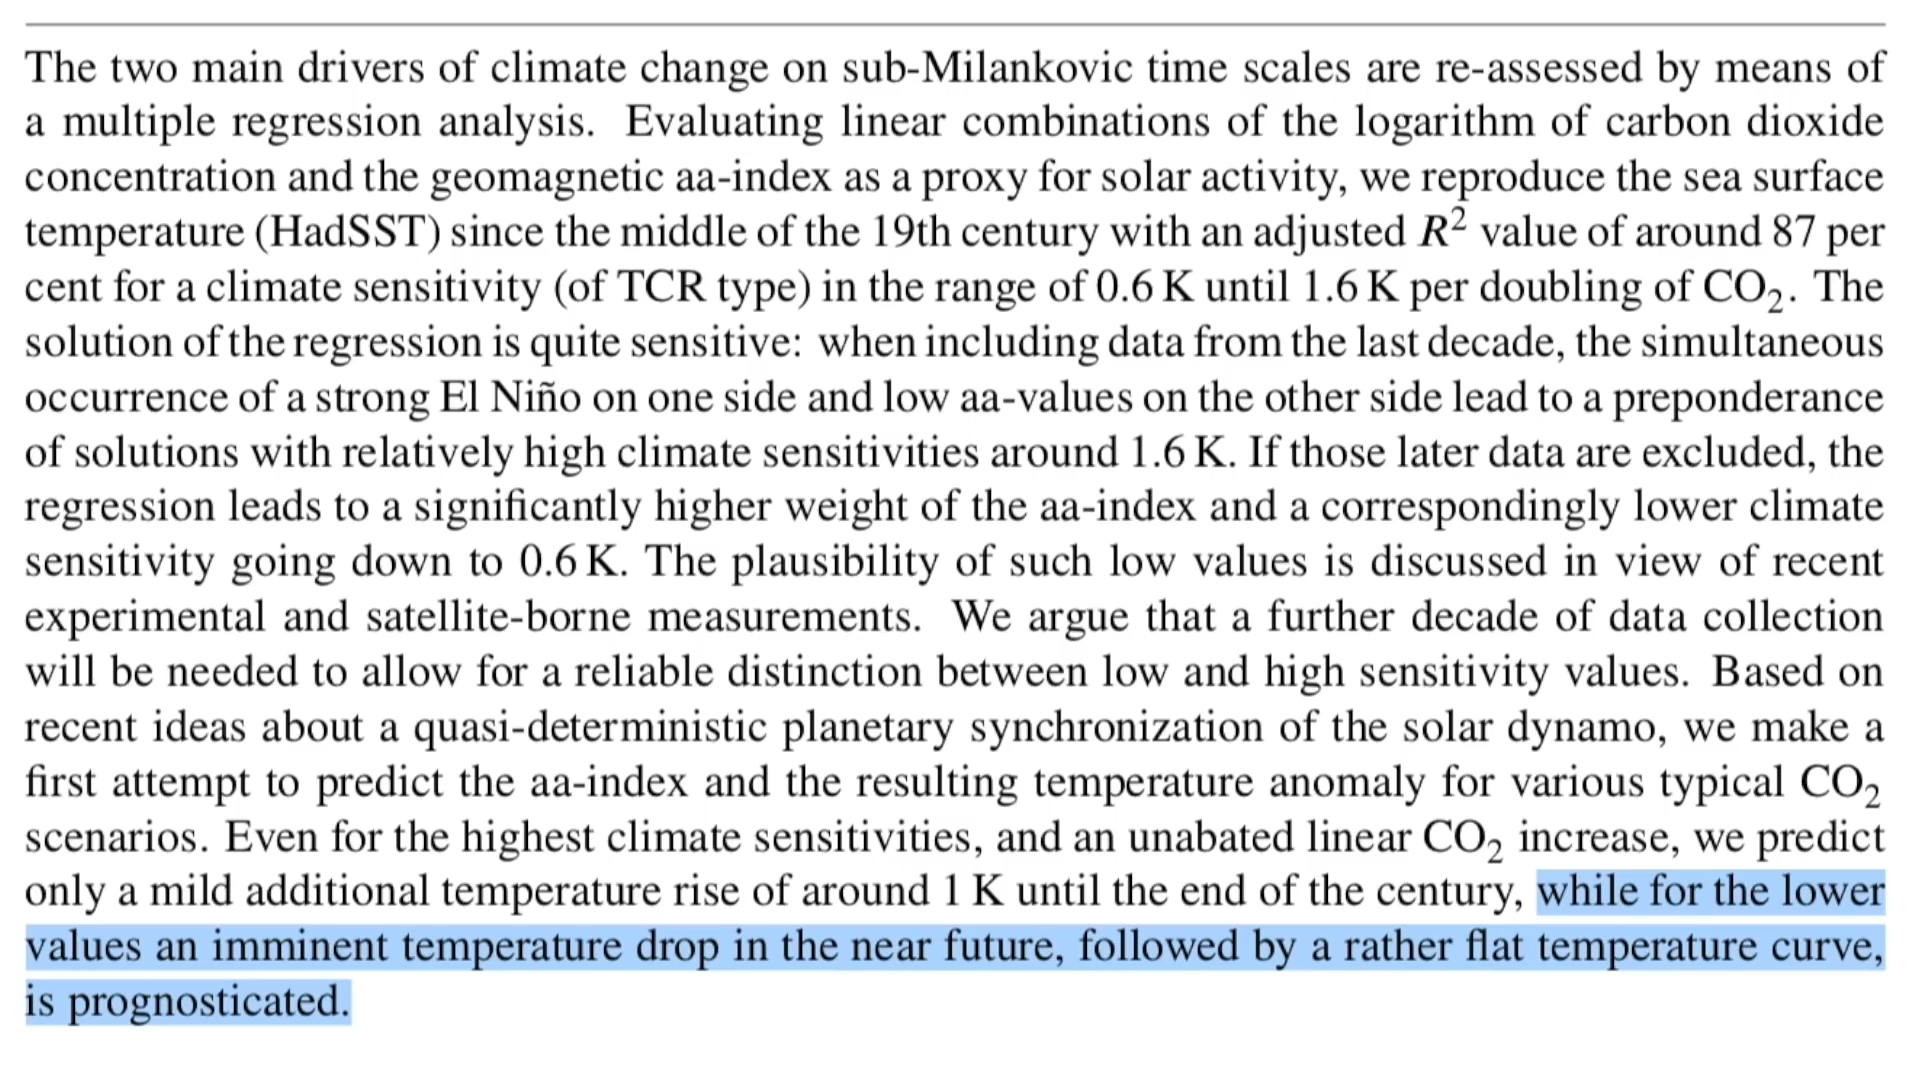 The two main drivers of climate change on sub-Milankovic time scales are re-assessed by means of
a multiple regression analysis. Evaluating linear combinations of the logarithm of carbon dioxide
concentration and the geomagnetic aa-index as a proxy for solar activity, we reproduce the sea surface
temperature (HadSST) since the middle of the 19th century with an adjusted R² value of around 87 per
cent for a climate sensitivity (of TCR type) in the range of 0.6 K until 1.6 K per doubling of CO₂. The
solution of the regression is quite sensitive: when including data from the last decade, the simultaneous
occurrence of a strong El Niño on one side and low aa-values on the other side lead to a preponderance
of solutions with relatively high climate sensitivities around 1.6 K. If those later data are excluded, the
regression leads to a significantly higher weight of the aa-index and a correspondingly lower climate
sensitivity going down to 0.6 K. The plausibility of such low values is discussed in view of recent
experimental and satellite-borne measurements. We argue that a further decade of data collection
will be needed to allow for a reliable distinction between low and high sensitivity values. Based on
recent ideas about a quasi-deterministic planetary synchronization of the solar dynamo, we make a
first attempt to predict the aa-index and the resulting temperature anomaly for various typical CO₂
scenarios. Even for the highest climate sensitivities, and an unabated linear CO₂ increase, we predict
only a mild additional temperature rise of around 1 K until the end of the century, while for the lower
values an imminent temperature drop in the near future, followed by a rather flat temperature curve,
is prognosticated.